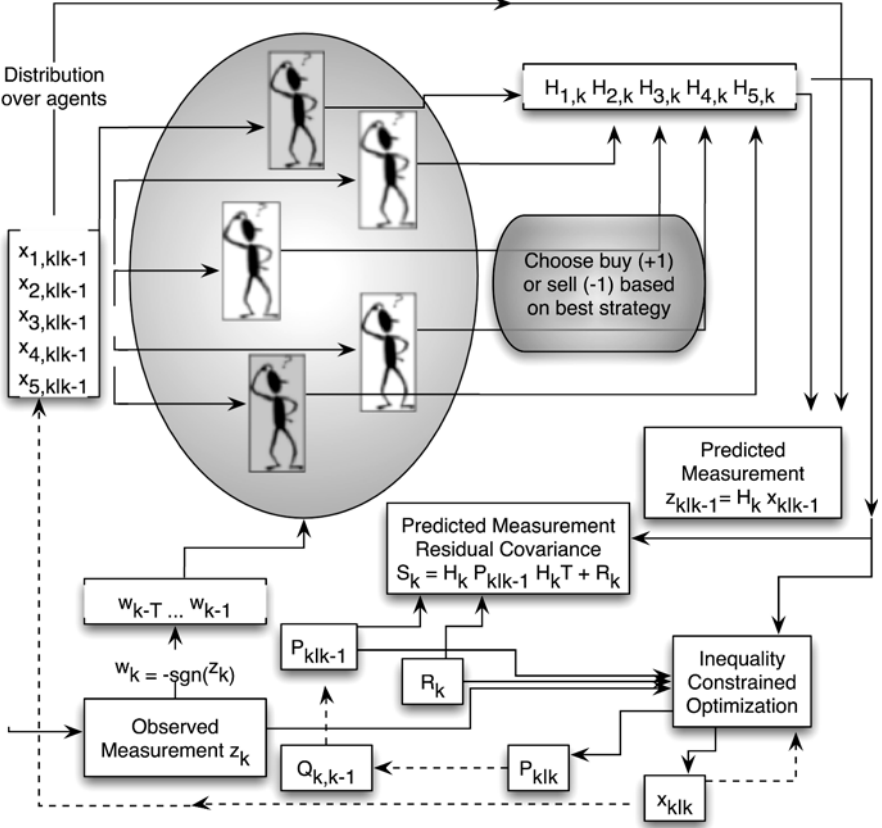 Distribution
over agents
H1,k H2,k H3,k H4,k H5,k
x1,k|k-1
x2,k|k-1
x3,k|k-1
x4,k|k-1
x5,k|k-1
Choose buy (+1)
or sell (-1) based
on best strategy
Predicted
Measurement
zk|k-1 = Hk xk|k-1
Predicted Measurement
Residual Covariance
Sk = Hk Pk|k-1 HkT + Rk
wk-T ... wk-1
wk = -sgn(zk)
Pk|k-1
Rk
Inequality
Constrained
Optimization
Observed
Measurement zk
Qk,k-1
Pk|k
xk|k